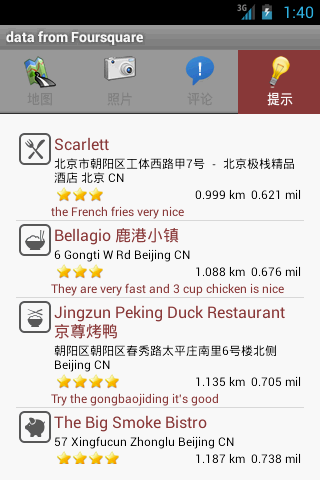 3G 1:40
data from Foursquare
地图 照片 评论 提示
Scarlett
北京市朝阳区工体西路甲7号 - 北京极栈精品
酒店 北京 CN
0.999 km 0.621 mil
the French fries very nice
Bellagio 鹿港小镇
6 Gongti W Rd Beijing CN
1.088 km 0.676 mil
They are very fast and 3 cup chicken is nice
Jingzun Peking Duck Restaurant
京尊烤鸭
朝阳区朝阳区春秀路太平庄南里6号楼北侧
Beijing CN
1.135 km 0.705 mil
Try the gongbaojiding it's good
The Big Smoke Bistro
57 Xingfucun Zhonglu Beijing CN
1.187 km 0.738 mil